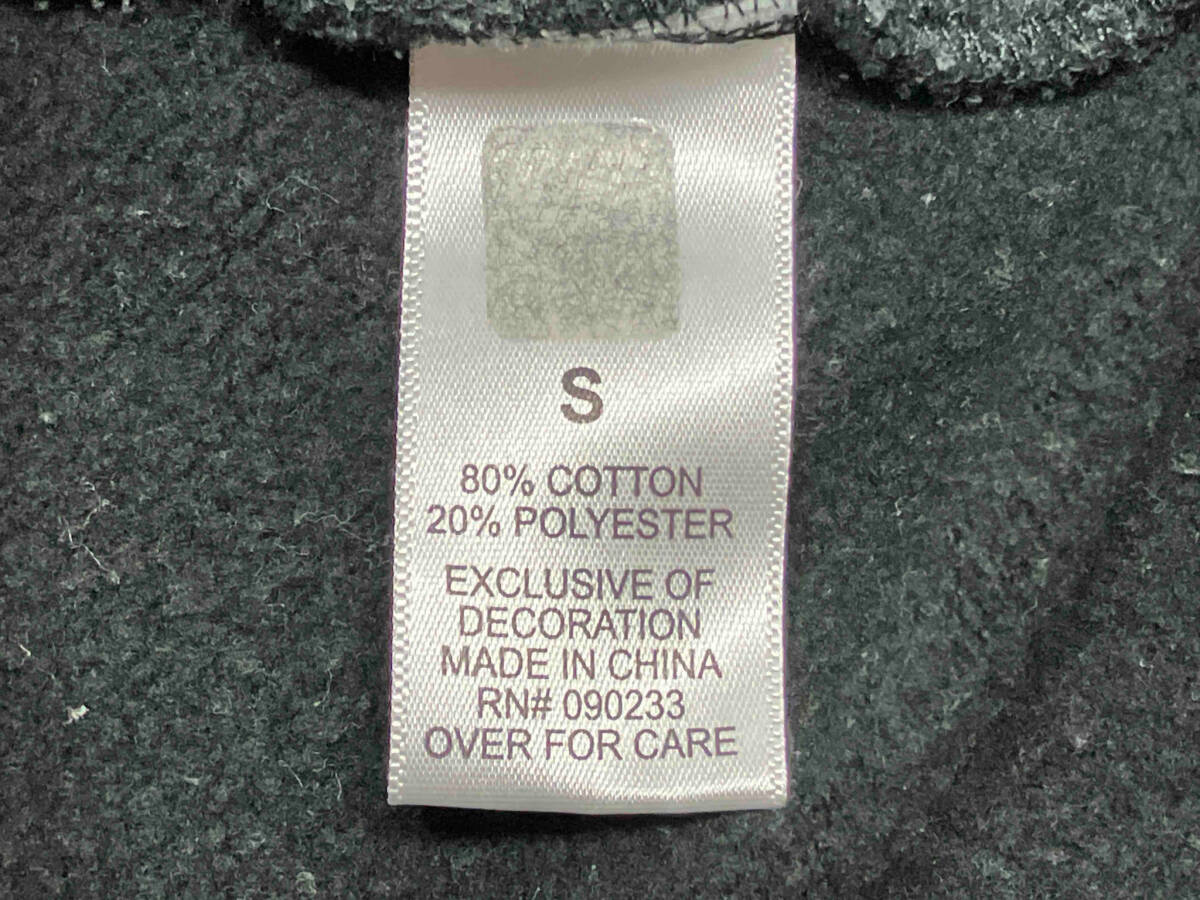 S
80% COTTON
20% POLYESTER
EXCLUSIVE OF
DECORATION
MADE IN CHINA
RN# 090233
OVER FOR CARE